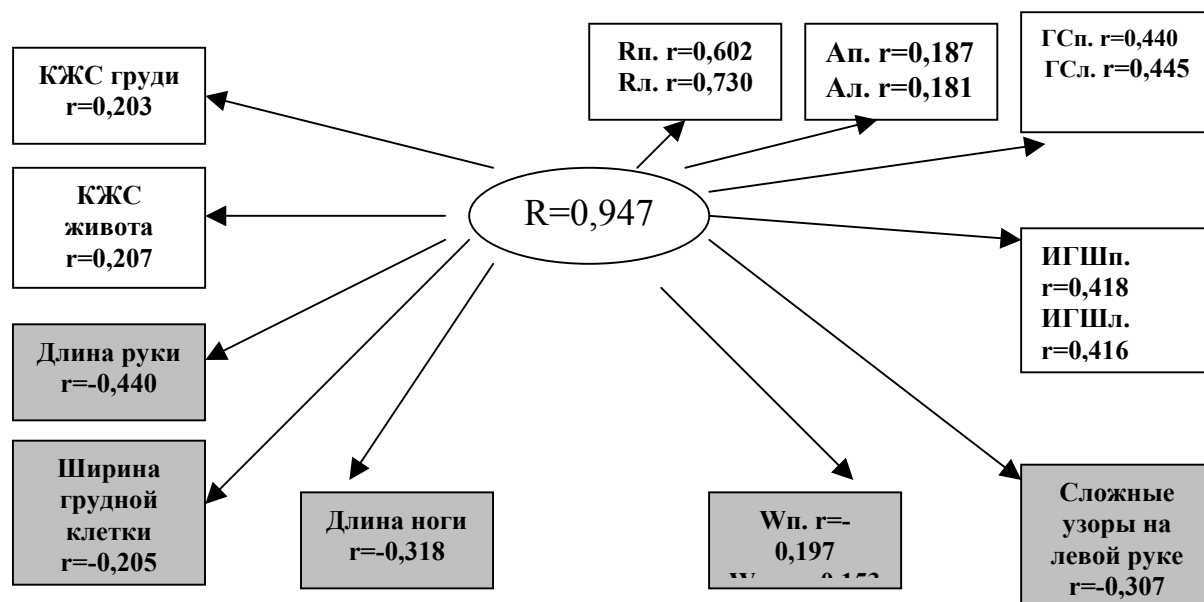 КЖС груди
r=0,203
Rп. r=0,602
Rл. r=0,730
Ап. r=0,187
Ал. r=0,181
ГСп. r=0,440
ГСл. r=0,445
КЖС
живота
r=0,207
R=0,947
ИГШп.
r=0,418
ИГШл.
r=0,416
Длина руки
r=-0,440
Ширина
грудной
клетки
r=-0,205
Длина ноги
r=-0,318
Wп. r=-
0,197
Сложные
узоры на
левой руке
r=-0,307